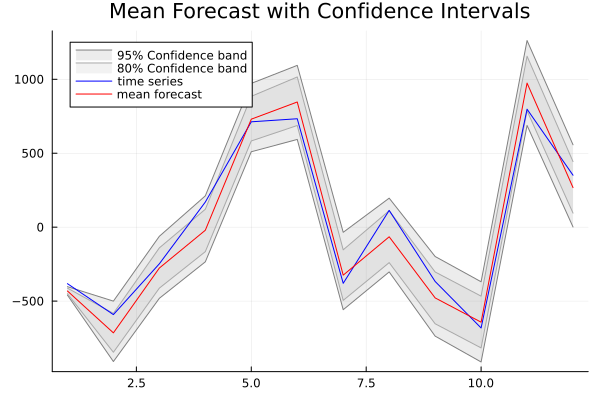 Mean Forecast with Confidence Intervals
95% Confidence band
80% Confidence band
time series
mean forecast
1000
500
0
−500
2.5
5.0
7.5
10.0